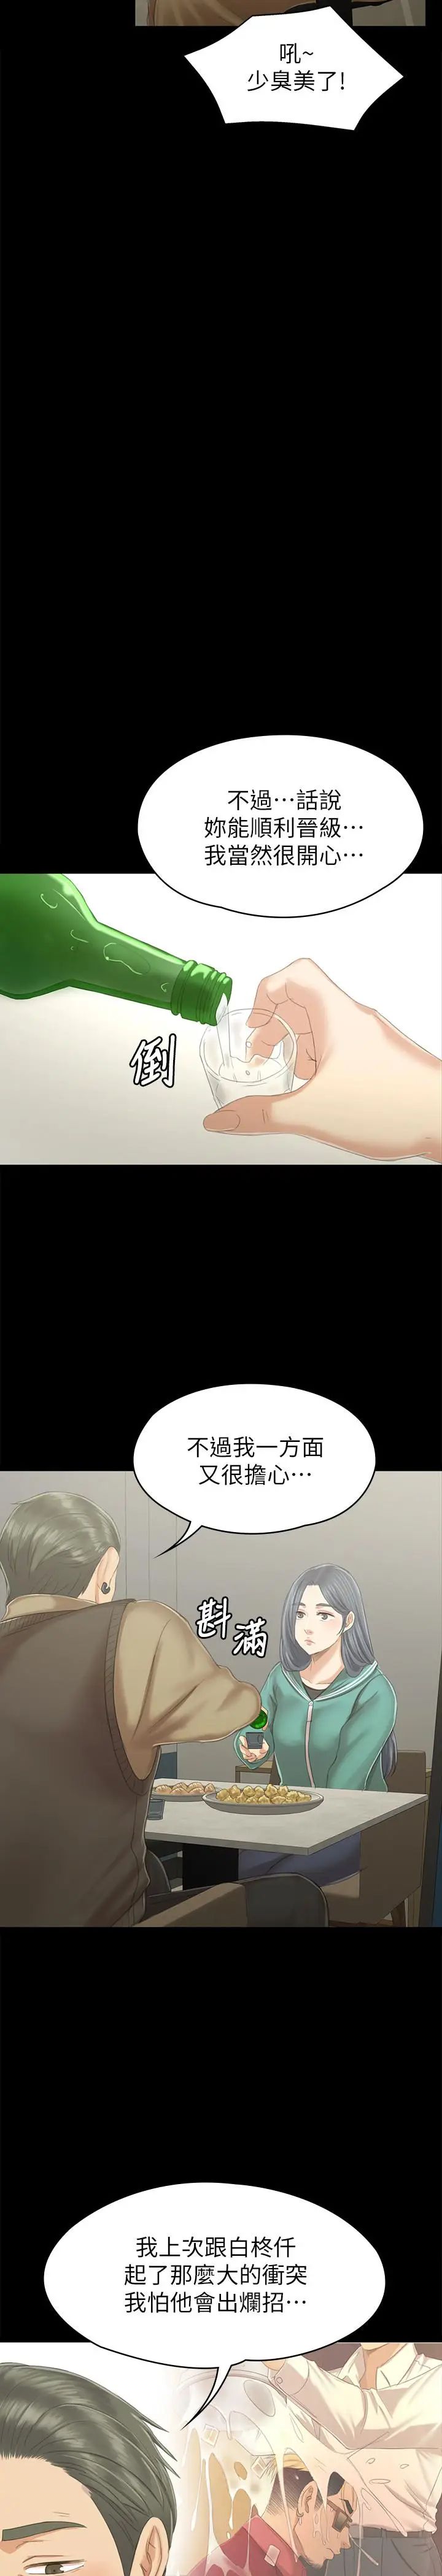 吼~
少臭美了!
不過…話說
妳能順利晉級…
我當然很開心…
倒
不過我一方面
又很擔心…
斟滿
我上次跟白柊仟
起了那麼大的衝突
我怕他會出爛招…